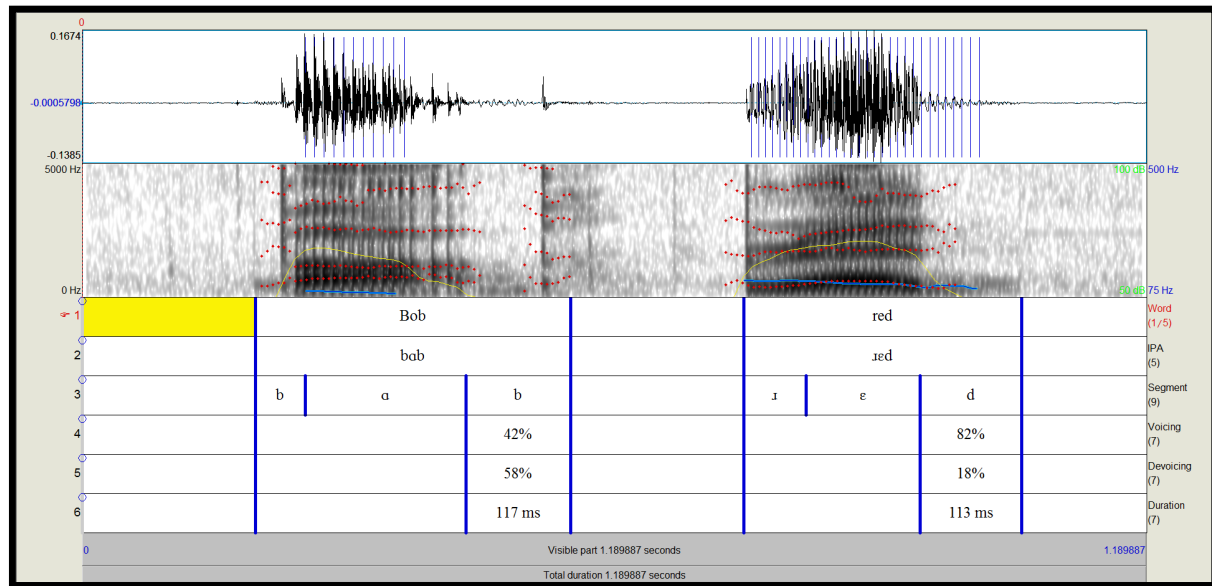 0
0.1674
-0.0005798
-0.1385
5000 Hz
100 dB 500 Hz
0 Hz
50 dB 75 Hz
☞ 1 Bob red Word (1/5)
2 bɑb ɹɛd IPA (5)
3 b ɑ b ɹ ɛ d Segment (9)
4 42% 82% Voicing (7)
5 58% 18% Devoicing (7)
6 117 ms 113 ms Duration (7)
0 Visible part 1.189887 seconds 1.189887
Total duration 1.189887 seconds